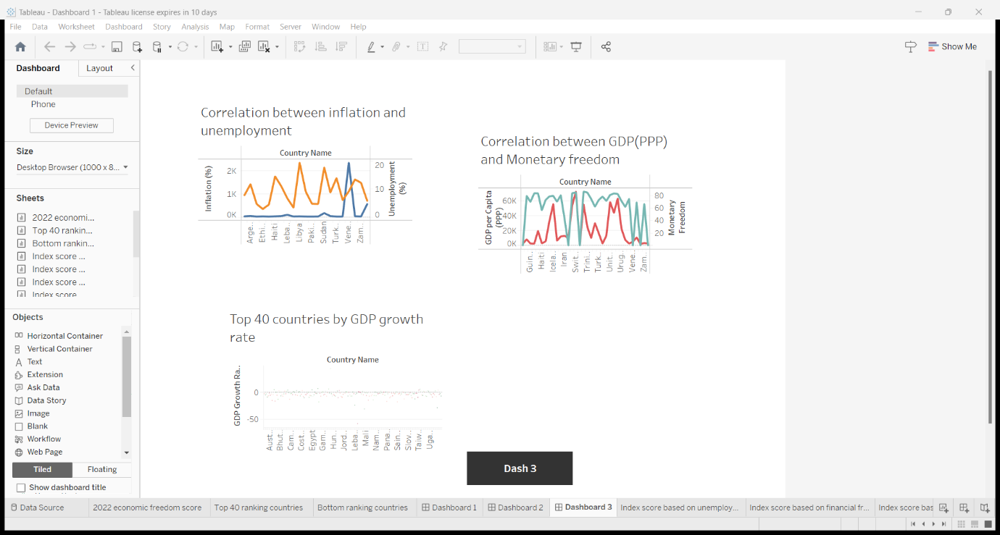 Tableau - Dashboard 1 - Tableau license expires in 10 days
File Data Worksheet Dashboard Story Analysis Map Format Server Window Help
Show Me
Dashboard Layout
Default
Phone
Device Preview
Size
Desktop Browser (1000 x 8...
Sheets
2022 economi...
Top 40 rankin...
Bottom rankin...
Index score ...
Index score ...
Index score ...
Index score
Objects
Horizontal Container
Vertical Container
Text
Extension
Ask Data
Data Story
Image
Blank
Workflow
Web Page
Tiled Floating
Show dashboard title
Correlation between inflation and
unemployment
Country Name
Inflation (%)
2K
1K
0K
20
10
0
Unemployment
(%)
Arge..
Ethi..
Haiti
Leba..
Libya
Paki..
Sudan
Turk..
Vene..
Zam..
Correlation between GDP(PPP)
and Monetary freedom
Country Name
GDP per Capita
(PPP)
60K
40K
20K
0K
80
60
40
20
Monetary
Freedom
Guin..
Haiti
Icela..
Iran
Swit..
Trini..
Turk..
Unit..
Urug..
Vene..
Zam..
Top 40 countries by GDP growth
rate
Country Name
GDP Growth Ra..
0
-50
Aust..
Bhut..
Cam..
Cost..
Egypt
Gam..
Hun..
Jord..
Leba..
Mali
Nam..
Pana..
Sain..
Slov..
Taiw..
Uga..
Dash 3
Data Source 2022 economic freedom score Top 40 ranking countries Bottom ranking countries Dashboard 1 Dashboard 2 Dashboard 3 Index score based on unemploy... Index score based on financial fr... Index score bas